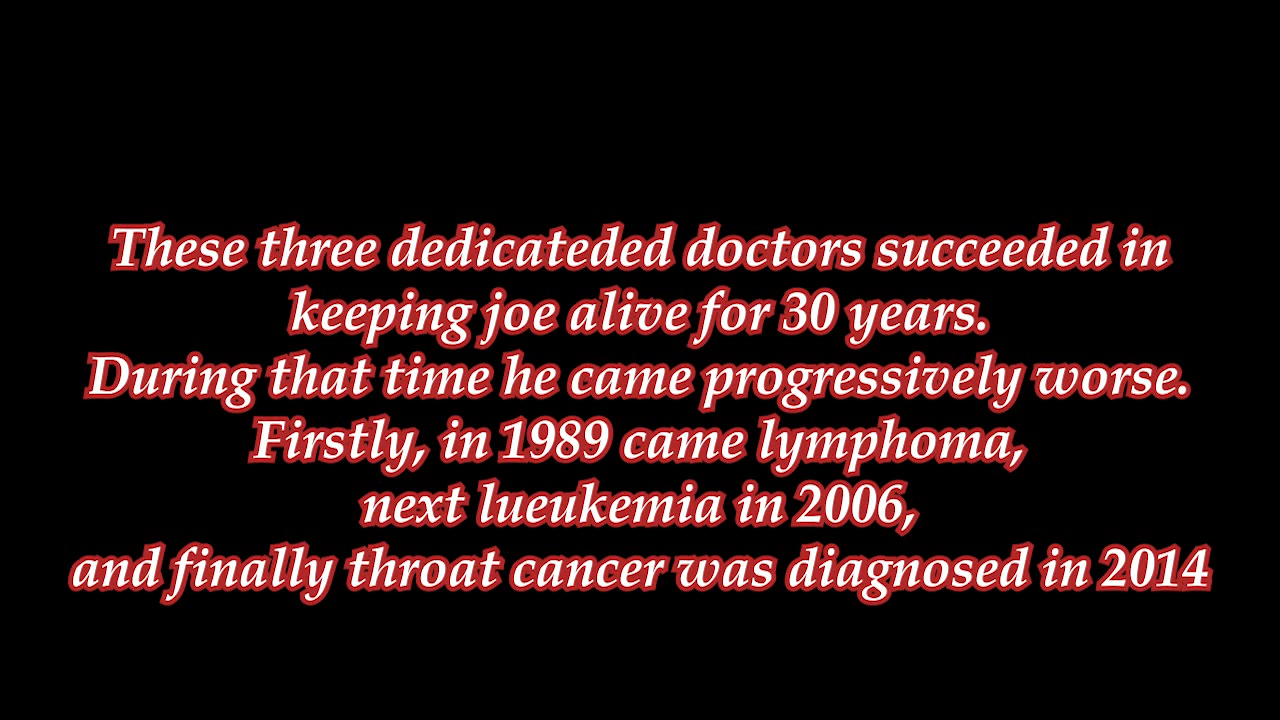 These three dedicateded doctors succeeded in
keeping joe alive for 30 years.
During that time he came progressively worse.
Firstly, in 1989 came lymphoma,
next lueukemia in 2006,
and finally throat cancer was diagnosed in 2014